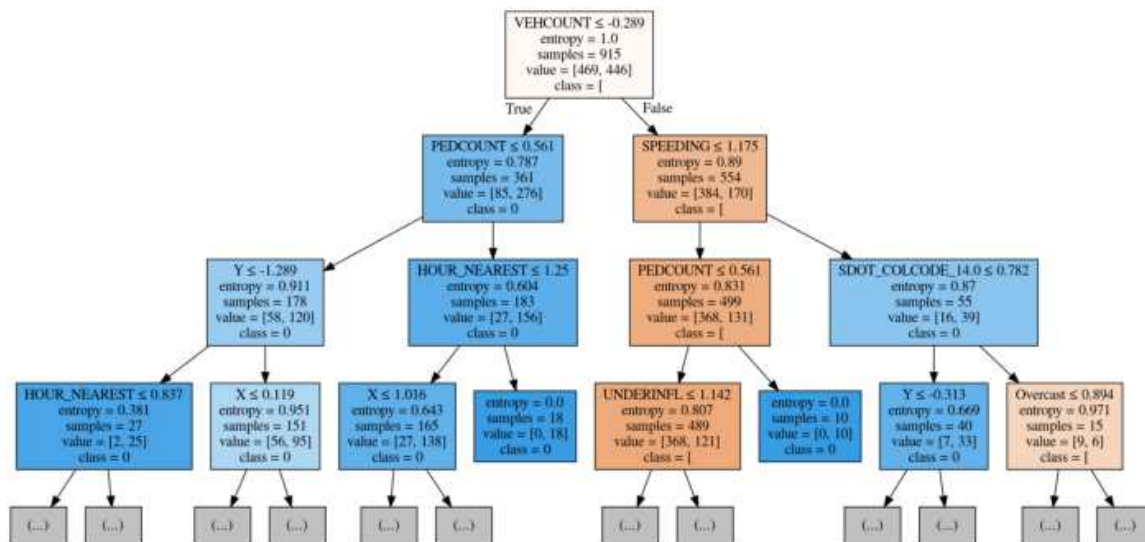 VEHCOUNT ≤ -0.289
entropy = 1.0
samples = 915
value = [469, 446]
class = [
True
False
PEDCOUNT ≤ 0.561
entropy = 0.787
samples = 361
value = [85, 276]
class = 0
SPEEDING ≤ 1.175
entropy = 0.89
samples = 554
value = [384, 170]
class = [
Y ≤ -1.289
entropy = 0.911
samples = 178
value = [58, 120]
class = 0
HOUR_NEAREST ≤ 1.25
entropy = 0.604
samples = 183
value = [27, 156]
class = 0
PEDCOUNT ≤ 0.561
entropy = 0.831
samples = 499
value = [368, 131]
class = [
SDOT_COLCODE_14.0 ≤ 0.782
entropy = 0.87
samples = 55
value = [16, 39]
class = 0
HOUR_NEAREST ≤ 0.837
entropy = 0.381
samples = 27
value = [2, 25]
class = 0
X ≤ 0.119
entropy = 0.951
samples = 151
value = [56, 95]
class = 0
X ≤ 1.016
entropy = 0.643
samples = 165
value = [27, 138]
class = 0
entropy = 0.0
samples = 18
value = [0, 18]
class = 0
UNDERINFL ≤ 1.142
entropy = 0.807
samples = 489
value = [368, 121]
class = [
entropy = 0.0
samples = 10
value = [0, 10]
class = 0
Y ≤ -0.313
entropy = 0.669
samples = 40
value = [7, 33]
class = 0
Overcast ≤ 0.894
entropy = 0.971
samples = 15
value = [9, 6]
class = [
(...)
(...)
(...)
(...)
(...)
(...)
(...)
(...)
(...)
(...)
(...)
(...)